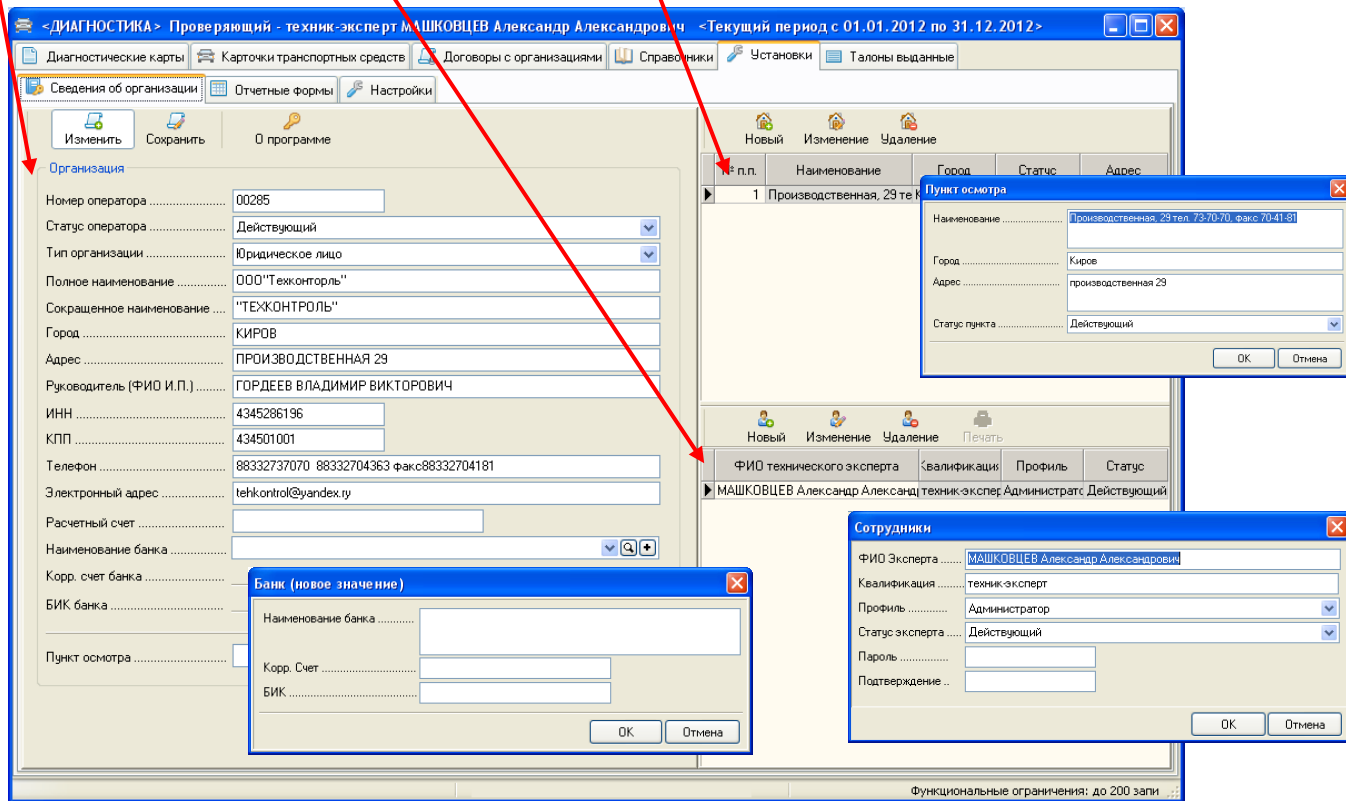 <ДИАГНОСТИКА> Проверяющий - техник-эксперт МАШКОВЦЕВ Александр Александрович <Текущий период с 01.01.2012 по 31.12.2012>
Диагностические карты Карточки транспортных средств Договоры с организациями Справочники Установки Талоны выданные
Сведения об организации Отчетные формы Настройки
Изменить Сохранить О программе
Организация
Номер оператора 00285
Статус оператора Действующий
Тип организации Юридическое лицо
Полное наименование ООО"Техконторль"
Сокращенное наименование "ТЕХКОНТРОЛЬ"
Город КИРОВ
Адрес ПРОИЗВОДСТВЕННАЯ 29
Руководитель (ФИО И.П.) ГОРДЕЕВ ВЛАДИМИР ВИКТОРОВИЧ
ИНН 4345286196
КПП 434501001
Телефон 88332737070 88332704363 факс88332704181
Электронный адрес tehkontrol@yandex.ry
Расчетный счет
Наименование банка
Корр. счет банка
БИК банка
Пункт осмотра
Банк (новое значение)
Наименование банка
Корр. Счет
БИК
OK Отмена
Новый Изменение Удаление
№ п.п. Наименование Город Статус Адрес
1 Производственная, 29 те К
Пункт осмотра
Наименование Производственная, 29 тел. 73-70-70, факс 70-41-81
Город Киров
Адрес производственная 29
Статус пункта Действующий
OK Отмена
Новый Изменение Удаление Печать
ФИО технического эксперта Квалификация Профиль Статус
МАШКОВЦЕВ Александр Александ техник-экспер Администрато Действующий
Сотрудники
ФИО Эксперта МАШКОВЦЕВ Александр Александрович
Квалификация техник-эксперт
Профиль Администратор
Статус эксперта Действующий
Пароль
Подтверждение
OK Отмена
Функциональные ограничения: до 200 запи